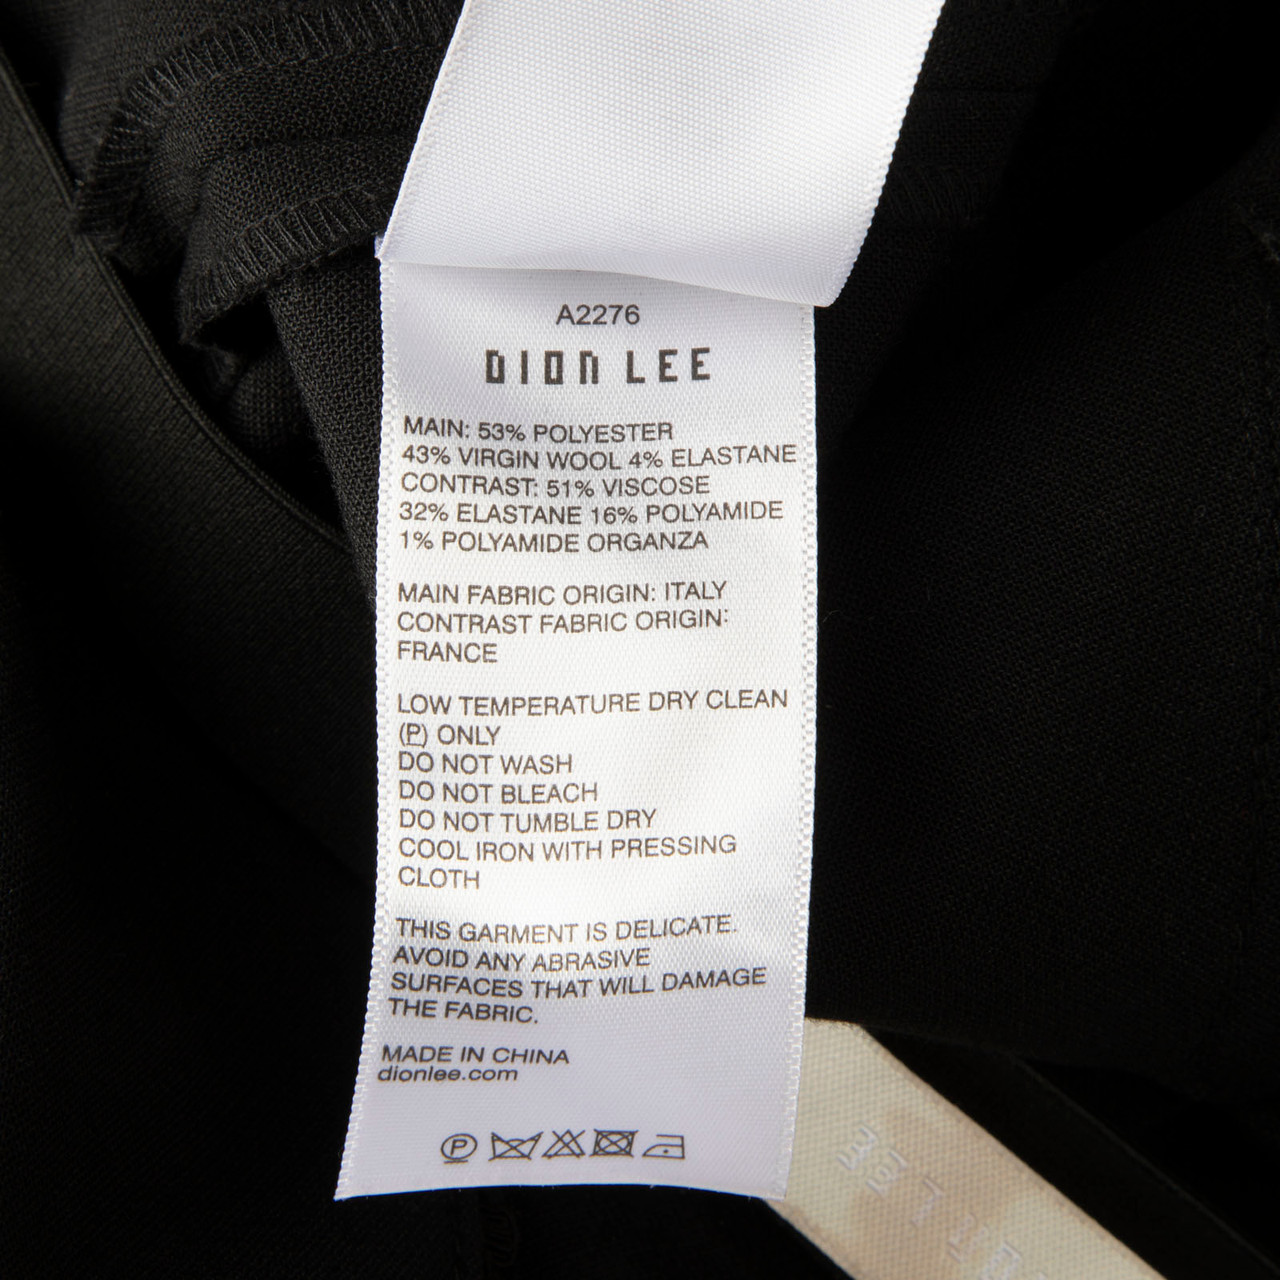 A2276
DION LEE
MAIN: 53% POLYESTER
43% VIRGIN WOOL 4% ELASTANE
CONTRAST: 51% VISCOSE
32% ELASTANE 16% POLYAMIDE
1% POLYAMIDE ORGANZA
MAIN FABRIC ORIGIN: ITALY
CONTRAST FABRIC ORIGIN:
FRANCE
LOW TEMPERATURE DRY CLEAN
(P) ONLY
DO NOT WASH
DO NOT BLEACH
DO NOT TUMBLE DRY
COOL IRON WITH PRESSING
CLOTH
THIS GARMENT IS DELICATE.
AVOID ANY ABRASIVE
SURFACES THAT WILL DAMAGE
THE FABRIC.
MADE IN CHINA
dionlee.com
P